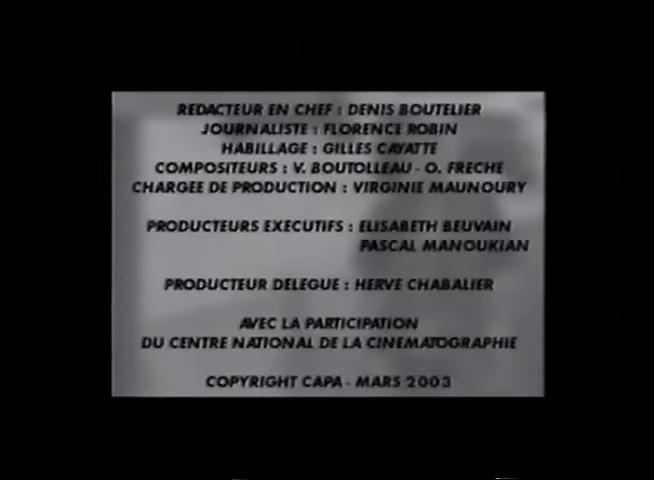 REDACTEUR EN CHEF : DENIS BOUTELIER
JOURNALISTE : FLORENCE ROBIN
HABILLAGE : GILLES CAYATTE
COMPOSITEURS : V. BOUTOLLEAU - O. FRECHE
CHARGEE DE PRODUCTION : VIRGINIE MAUNOURY
PRODUCTEURS EXECUTIFS : ELISABETH BEUVAIN
PASCAL MANOUKIAN
PRODUCTEUR DELEGUE : HERVE CHABALIER
AVEC LA PARTICIPATION
DU CENTRE NATIONAL DE LA CINEMATOGRAPHIE
COPYRIGHT CAPA - MARS 2003